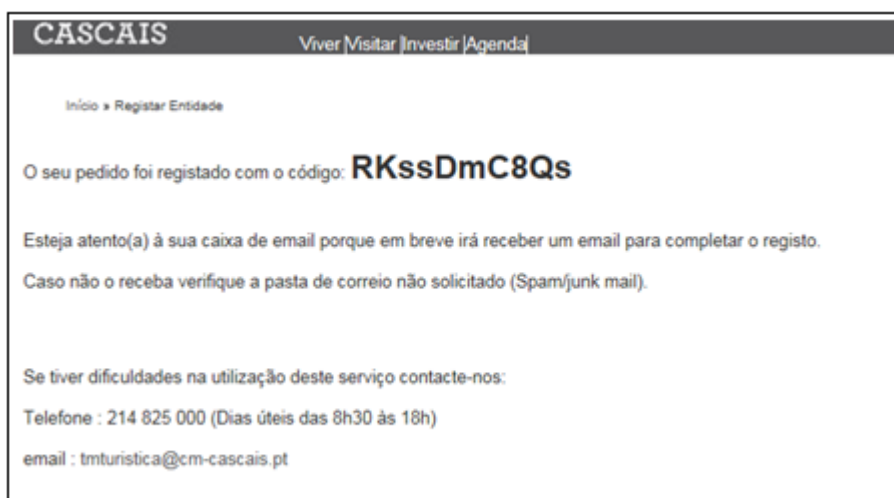 CASCAIS
Viver |Visitar |Investir |Agenda|
Início » Registar Entidade
O seu pedido foi registado com o código: RKssDmC8Qs
Esteja atento(a) à sua caixa de email porque em breve irá receber um email para completar o registo.
Caso não o receba verifique a pasta de correio não solicitado (Spam/junk mail).
Se tiver dificuldades na utilização deste serviço contacte-nos:
Telefone : 214 825 000 (Dias úteis das 8h30 às 18h)
email : tmturistica@cm-cascais.pt